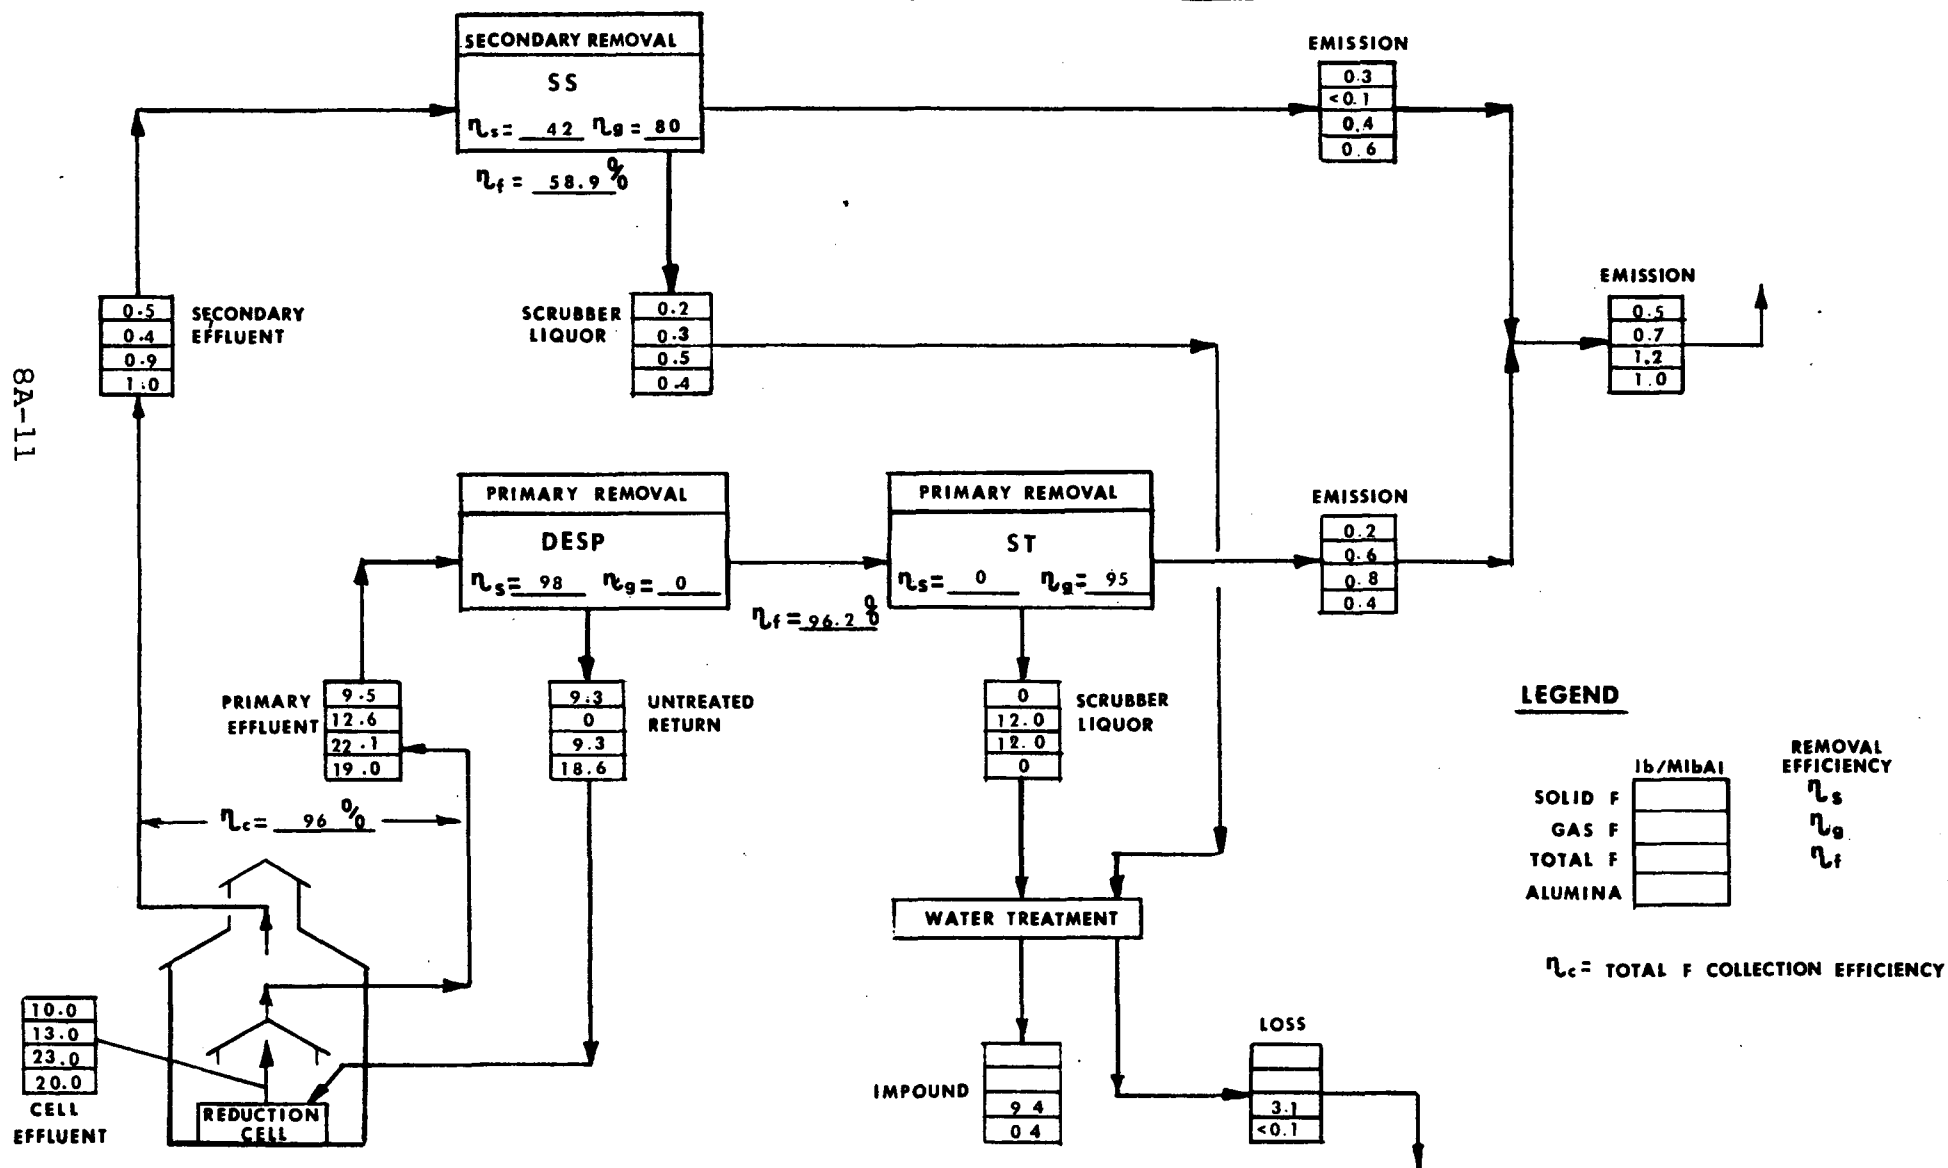 SECONDARY REMOVAL
SS
ηs= 42 ηg= 80
ηf = 58.9 %
EMISSION
0.3
<0.1
0.4
0.6
0.5
0.4
0.9
1.0
SECONDARY
EFFLUENT
SCRUBBER
LIQUOR
0.2
0.3
0.5
0.4
EMISSION
0.5
0.7
1.2
1.0
8A-11
PRIMARY REMOVAL
DESP
ηs= 98 ηg= 0
PRIMARY REMOVAL
ST
ηs= 0 ηg= 95
ηf = 96.2 %
EMISSION
0.2
0.6
0.8
0.4
PRIMARY
EFFLUENT
9.5
12.6
22.1
19.0
9.3
0
9.3
18.6
UNTREATED
RETURN
0
12.0
12.0
0
SCRUBBER
LIQUOR
ηc= 96 %
LEGEND
lb/MlbAl
REMOVAL
EFFICIENCY
SOLID F ηs
GAS F ηg
TOTAL F ηf
ALUMINA
ηc= TOTAL F COLLECTION EFFICIENCY
WATER TREATMENT
10.0
13.0
23.0
20.0
CELL
EFFLUENT
REDUCTION
CELL
IMPOUND
9 4
0 4
LOSS
3.1
<0.1